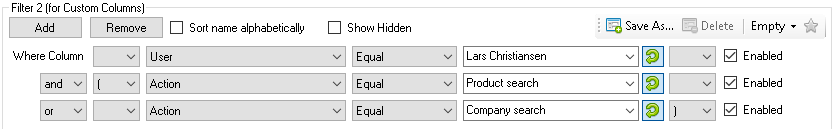 Filter 2 (for Custom Columns)
Add Remove Sort name alphabetically Show Hidden Save As... Delete Empty
Where Column User Equal Lars Christiansen Enabled
and ( Action Equal Product search Enabled
or Action Equal Company search ) Enabled